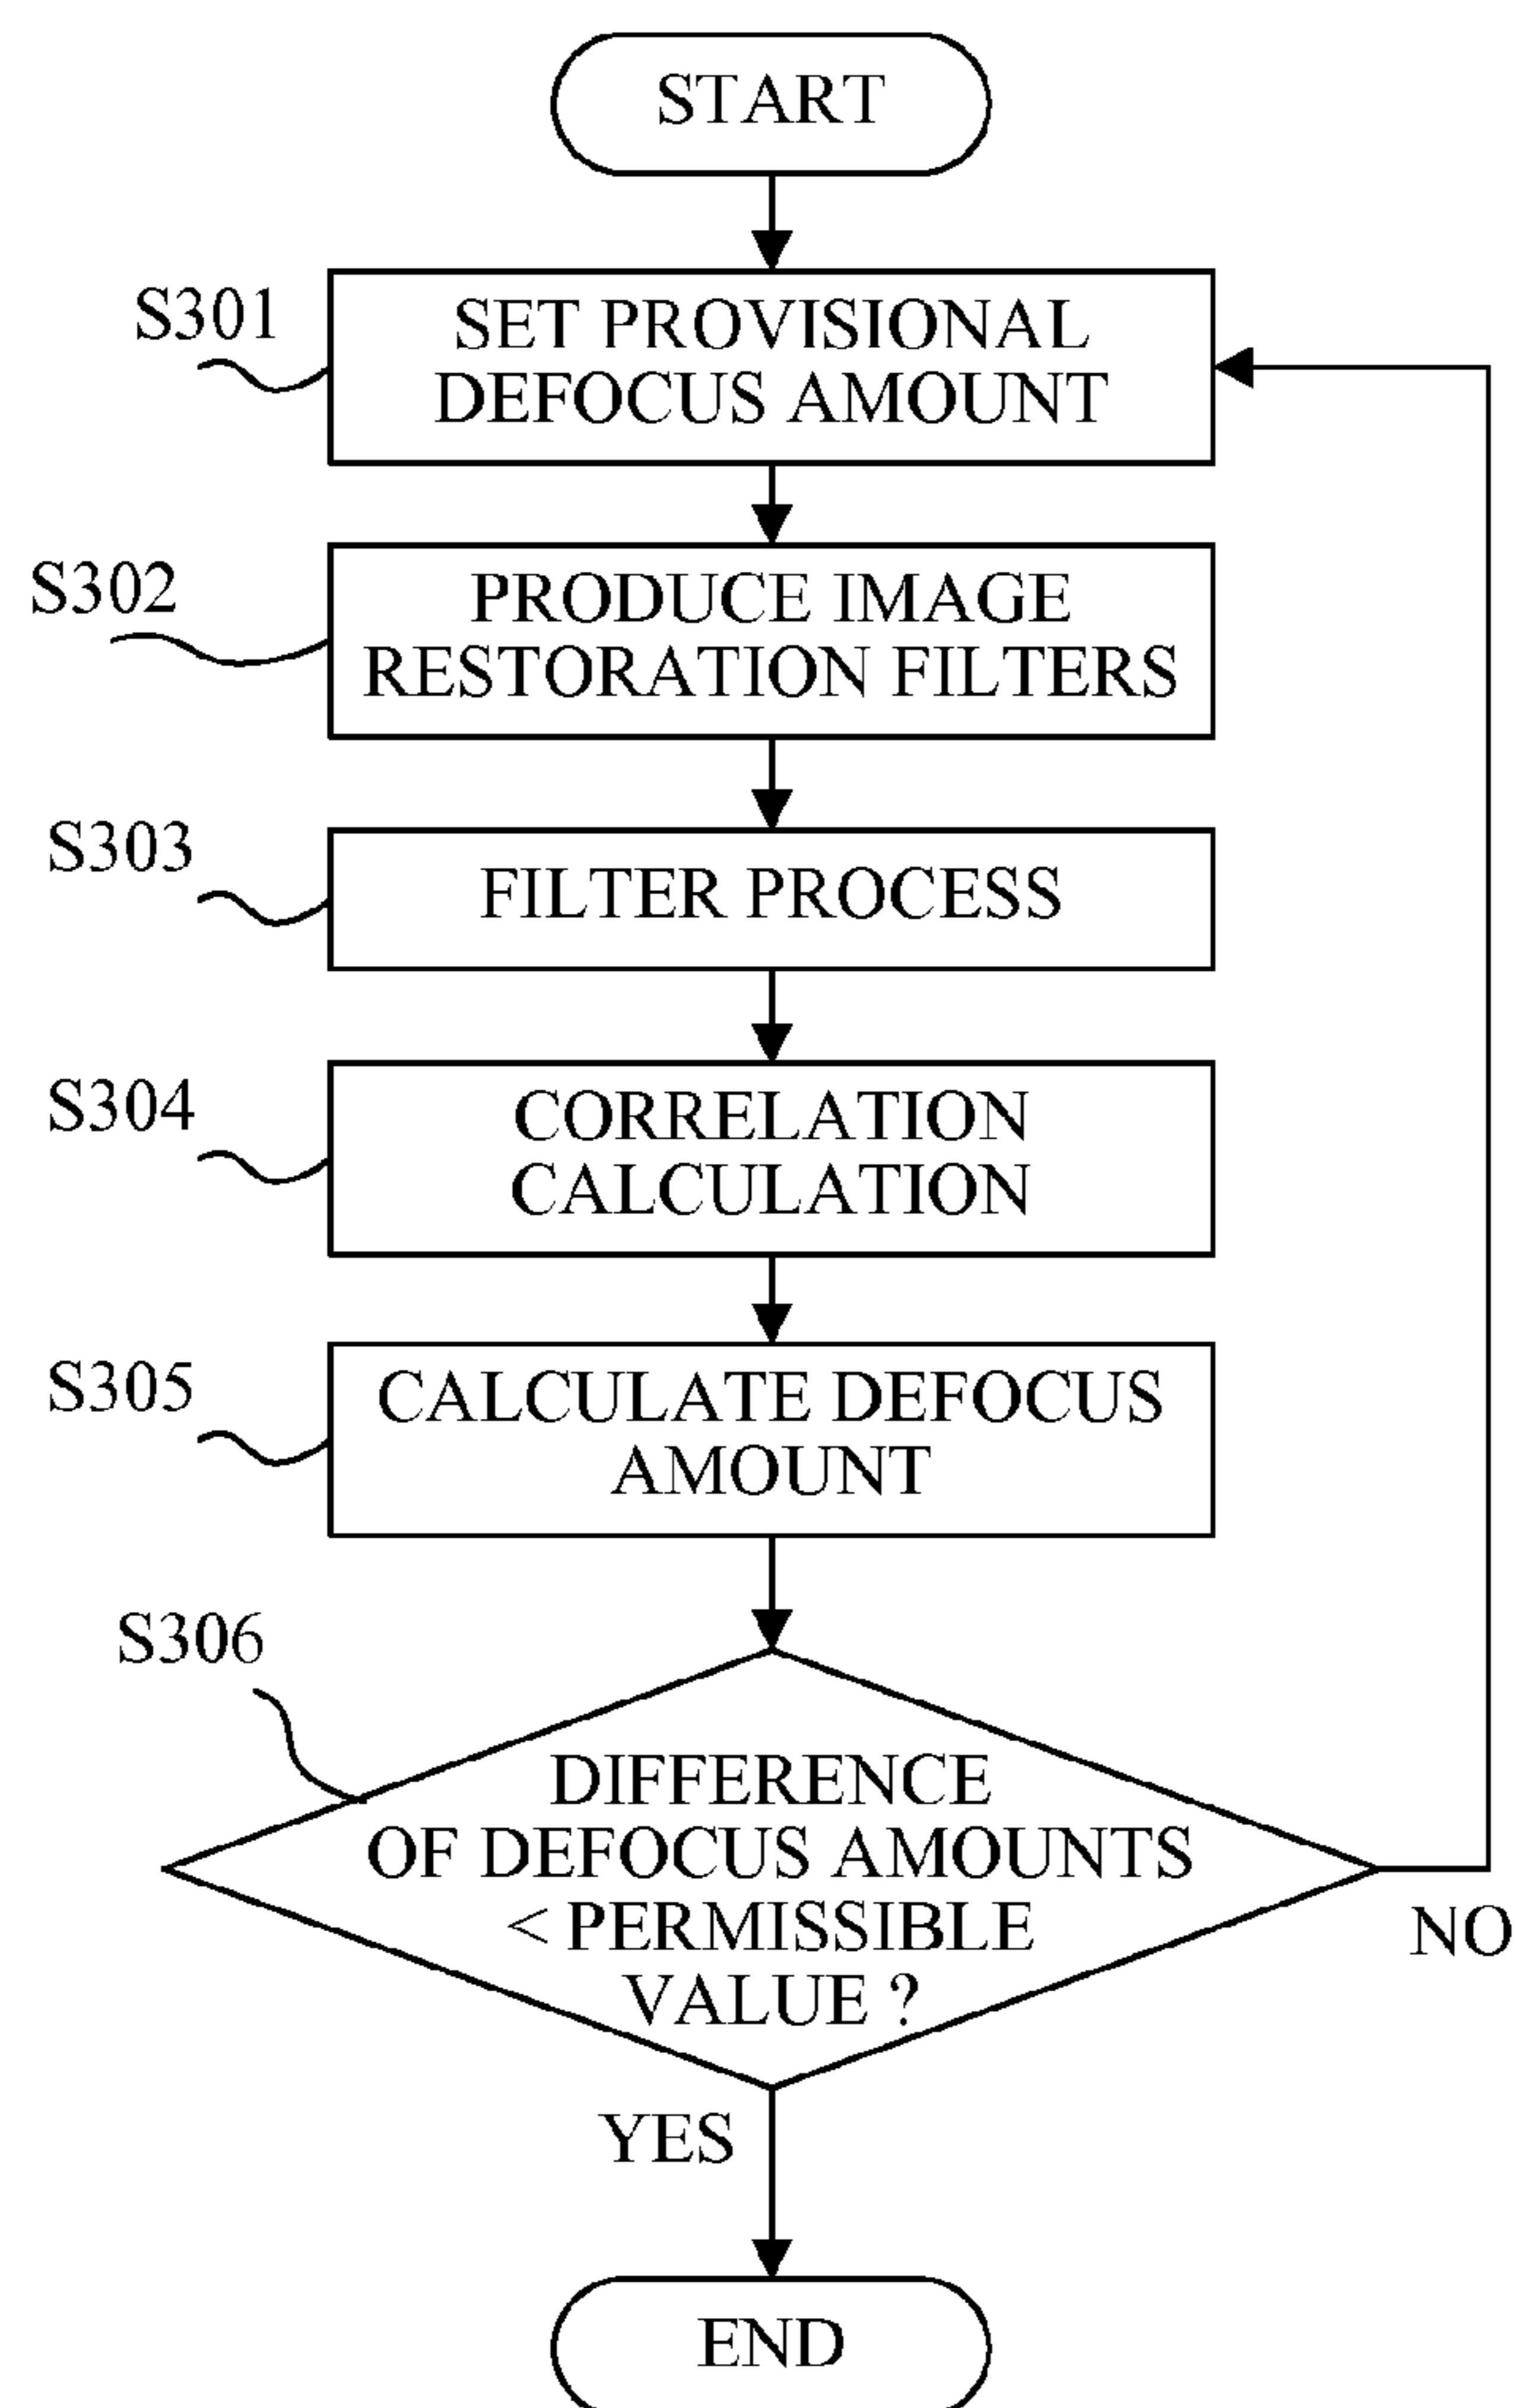 START
S301
SET PROVISIONAL
DEFOCUS AMOUNT
S302
PRODUCE IMAGE
RESTORATION FILTERS
S303
FILTER PROCESS
S304
CORRELATION
CALCULATION
S305
CALCULATE DEFOCUS
AMOUNT
S306
DIFFERENCE
OF DEFOCUS AMOUNTS
< PERMISSIBLE
VALUE ?
NO
YES
END